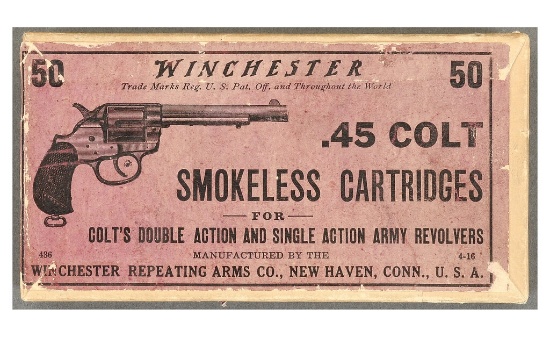 50 WINCHESTER 50
Trade Marks Reg. U. S. Pat. Off. and Throughout the World
.45 COLT
SMOKELESS CARTRIDGES
FOR
COLT'S DOUBLE ACTION AND SINGLE ACTION ARMY REVOLVERS
436 MANUFACTURED BY THE 4-16
WINCHESTER REPEATING ARMS CO., NEW HAVEN, CONN., U. S. A.